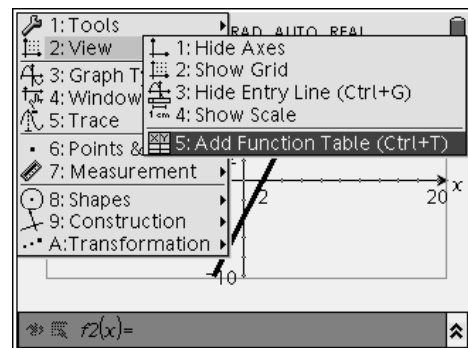 1: Tools
RAD AUTO REAL
2: View
1: Hide Axes
2: Show Grid
3: Graph T
3: Hide Entry Line (Ctrl+G)
4: Window
1 cm 4: Show Scale
5: Trace
5: Add Function Table (Ctrl+T)
6: Points &
7: Measurement
x
2
20
8: Shapes
9: Construction
A: Transformation
-10
f2(x)=